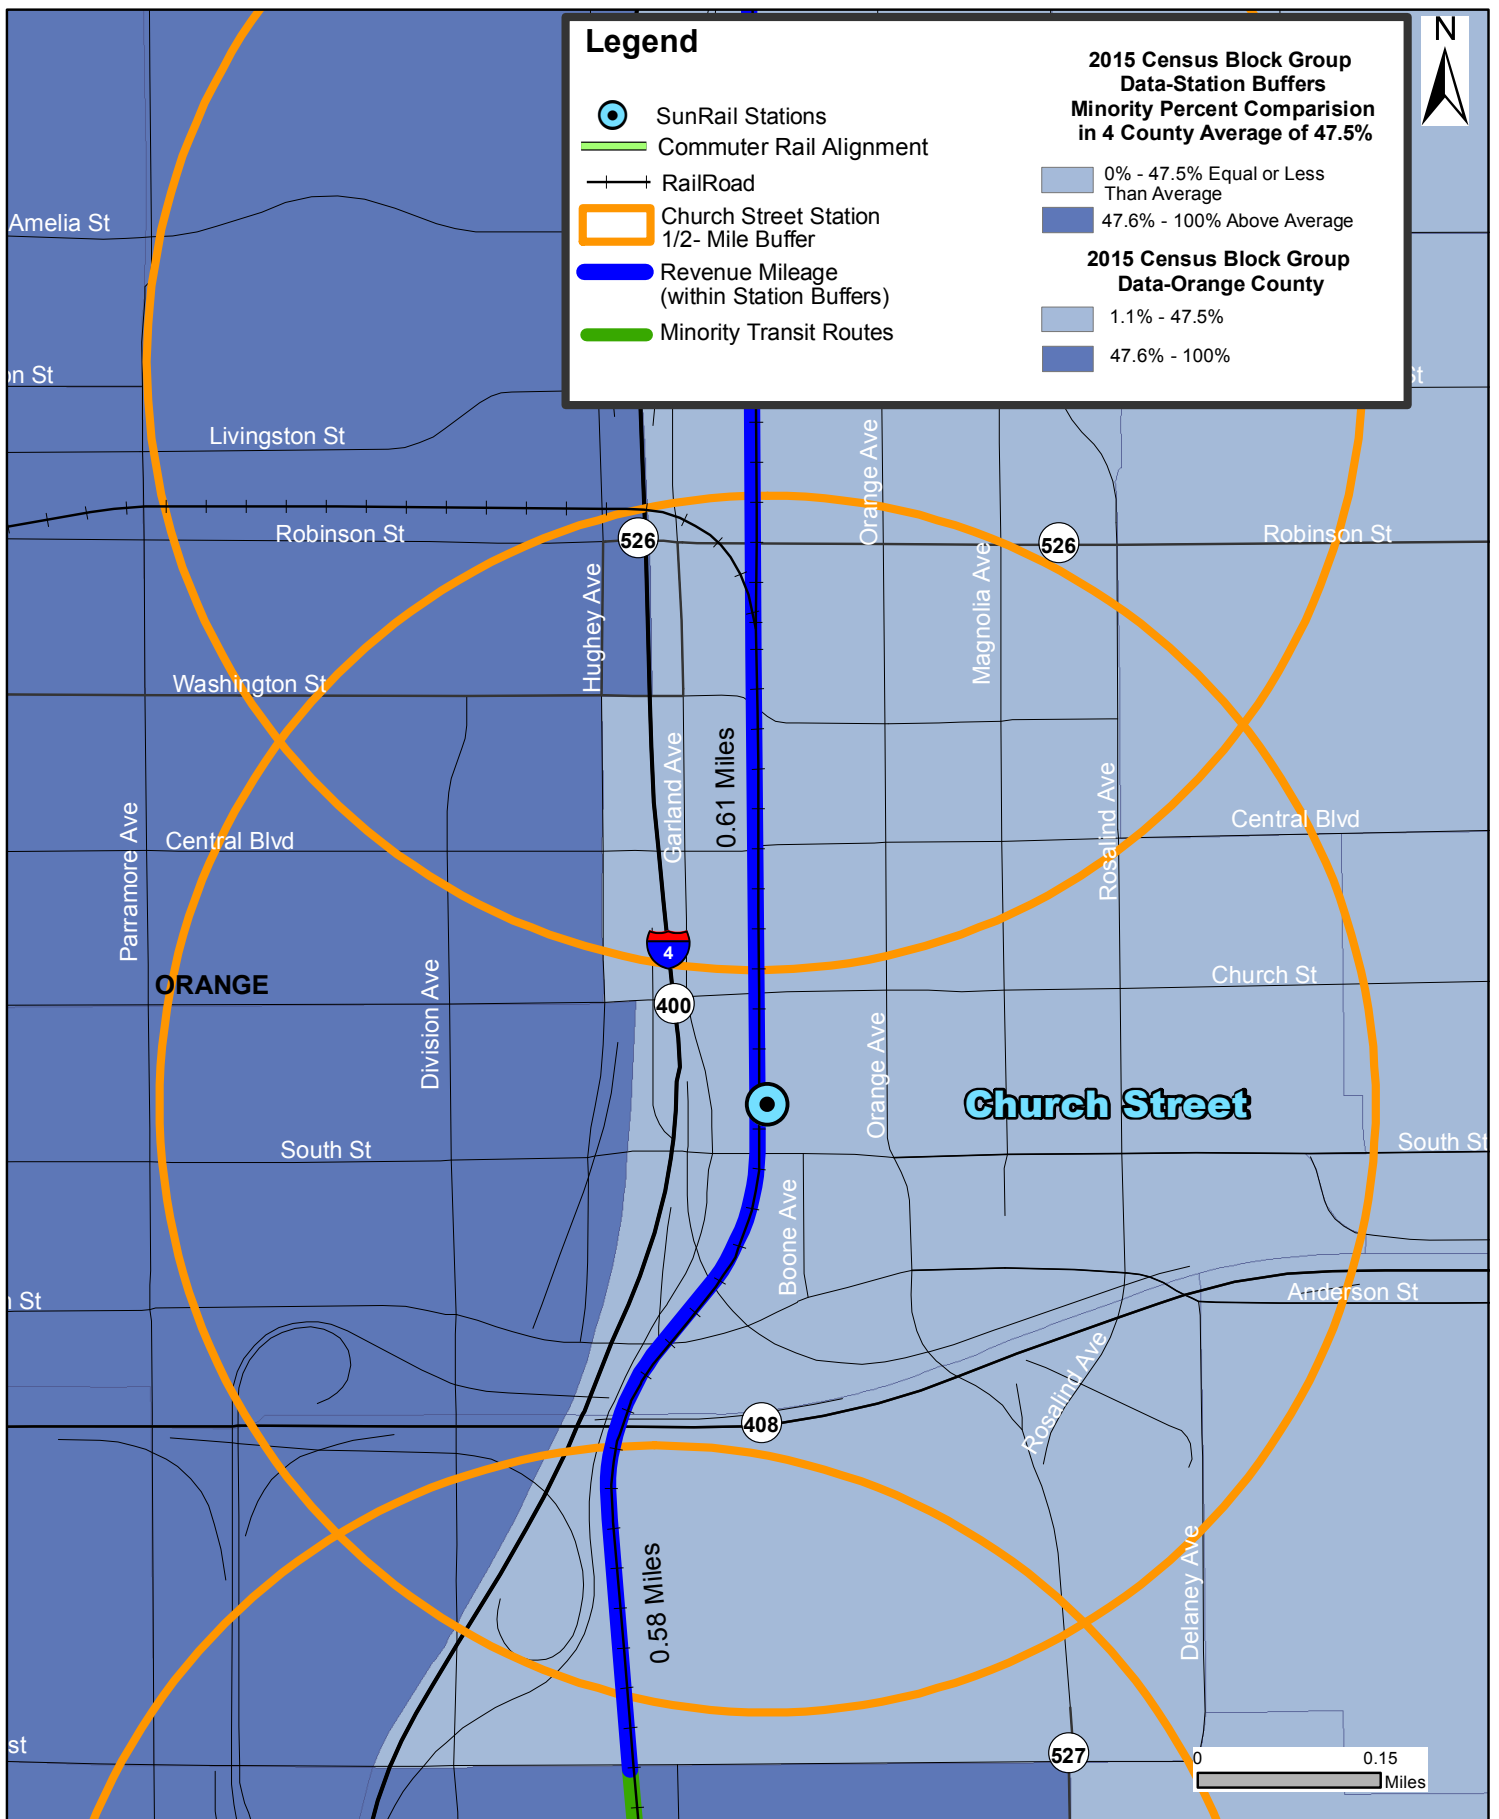 Legend
SunRail Stations
Commuter Rail Alignment
RailRoad
Church Street Station
1/2- Mile Buffer
Revenue Mileage
(within Station Buffers)
Minority Transit Routes
2015 Census Block Group
Data-Station Buffers
Minority Percent Comparision
in 4 County Average of 47.5%
0% - 47.5% Equal or Less
Than Average
47.6% - 100% Above Average
2015 Census Block Group
Data-Orange County
1.1% - 47.5%
47.6% - 100%
N
Amelia St
on St
St
Livingston St
Orange Ave
Robinson St
526
526
Robinson St
Hughey Ave
Magnolia Ave
Washington St
Garland Ave
0.61 Miles
Rosalind Ave
Parramore Ave
Central Blvd
Central Blvd
4
Division Ave
ORANGE
Church St
400
Orange Ave
Church Street
South St
South St
Boone Ave
St
Anderson St
Rosalind Ave
408
0.58 Miles
Delaney Ave
st
527
0
0.15
Miles